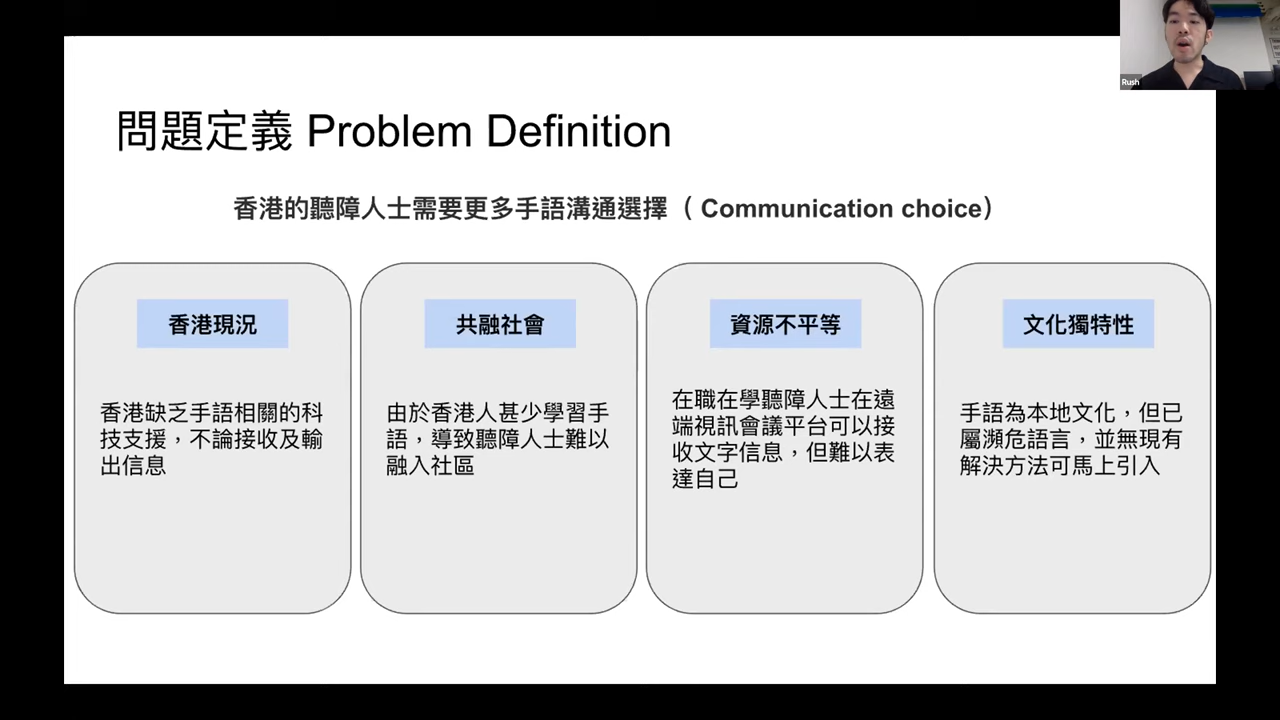 Rush
問題定義 Problem Definition
香港的聽障人士需要更多手語溝通選擇（ Communication choice）
香港現況
香港缺乏手語相關的科
技支援，不論接收及輸
出信息
共融社會
由於香港人甚少學習手
語，導致聽障人士難以
融入社區
資源不平等
在職在學聽障人士在遠
端視訊會議平台可以接
收文字信息，但難以表
達自己
文化獨特性
手語為本地文化，但已
屬瀕危語言，並無現有
解決方法可馬上引入